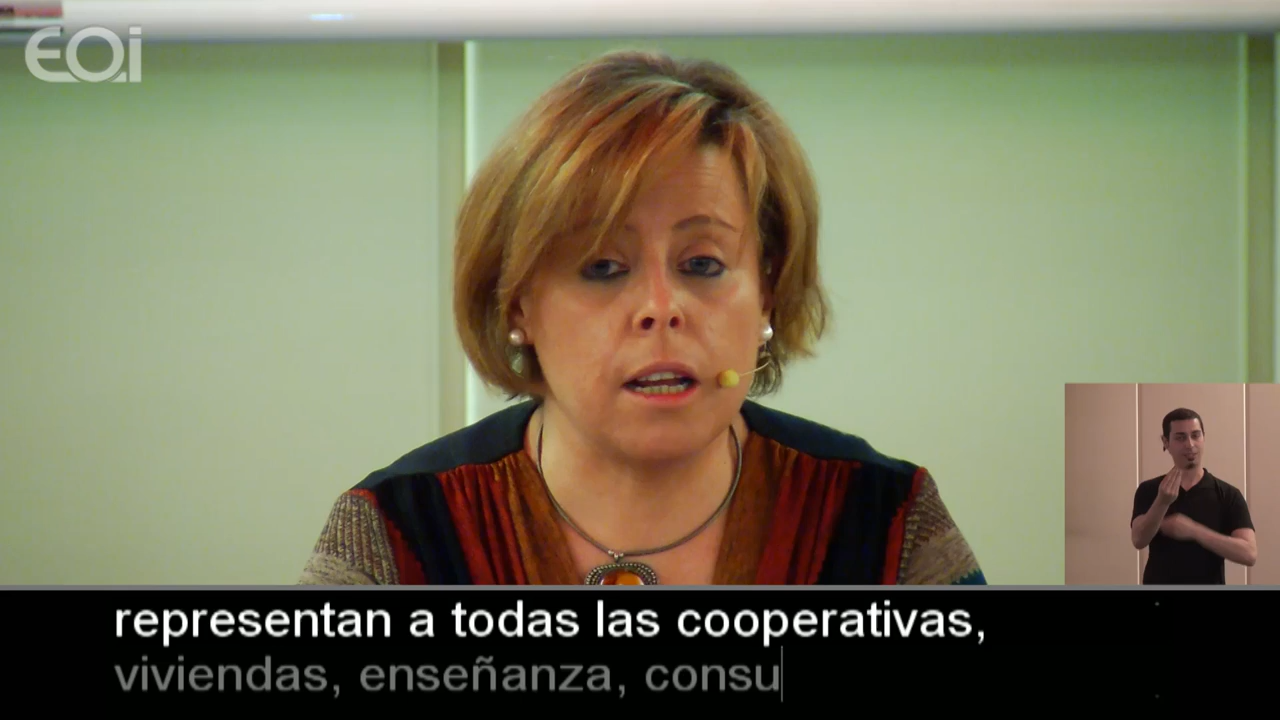 EOi
representan a todas las cooperativas,
viviendas, enseñanza, consu